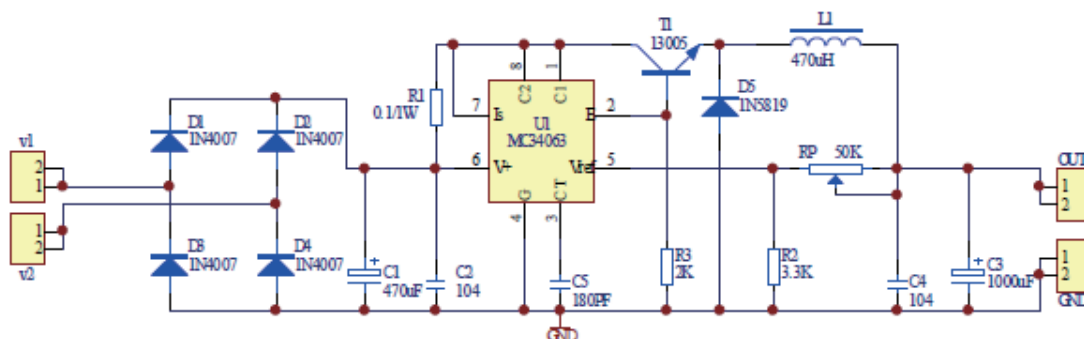 T1
13005
L1
470uH
8
1
C2
C1
R1
0.1/1W
7
Is
U1
MC34063
E
2
D5
1N5819
D1
1N4007
D2
1N4007
v1
2
1
6
V+
Vref
5
RP
50K
OUT
1
2
G
CT
4
3
1
2
v2
D3
1N4007
D4
1N4007
C1
470uF
C2
104
C5
180PF
R3
2K
R2
3.3K
C4
104
C3
1000uF
1
2
GND
GND